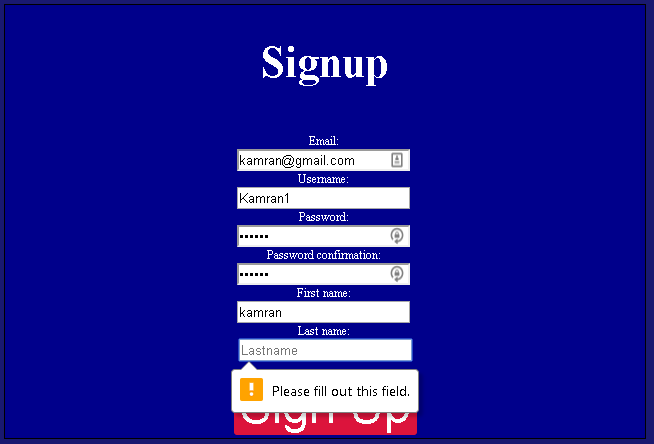 Signup
Email:
kamran@gmail.com
Username:
Kamran1
Password:
••••••
Password confirmation:
••••••
First name:
kamran
Last name:
Lastname
Please fill out this field.
Sign Up